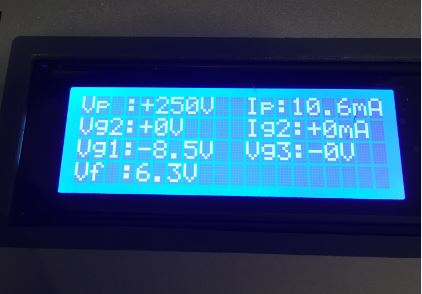 Vp :+250V Ip:10.6mA
Vg2:+0V Ig2:+0mA
Vg1:-8.5V Vg3:-0V
Vf :6.3V